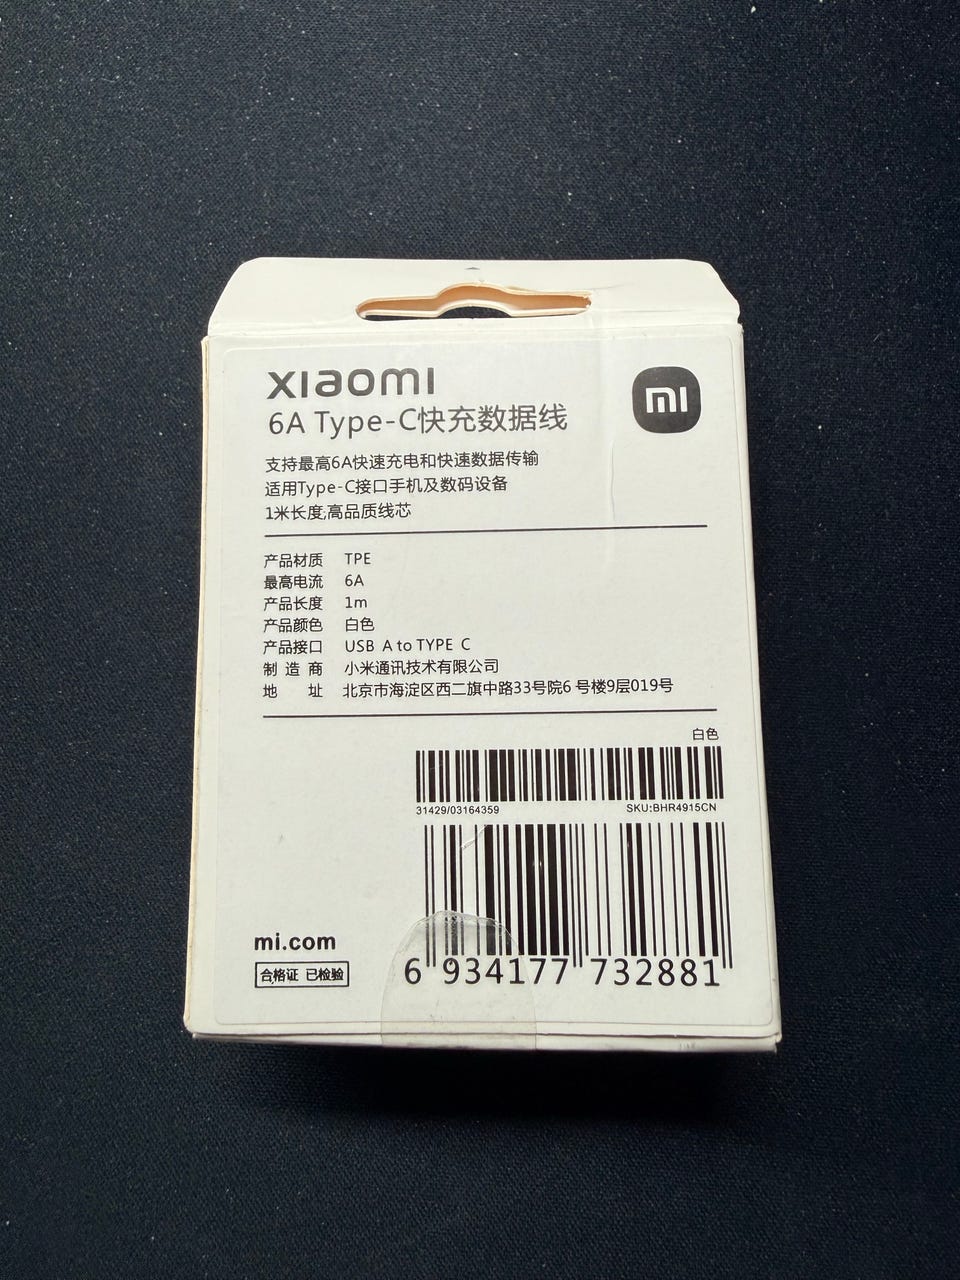 xiaomi
mi
6A Type-C快充数据线
支持最高6A快速充电和快速数据传输
适用Type-C接口手机及数码设备
1米长度,高品质线芯
产品材质 TPE
最高电流 6A
产品长度 1m
产品颜色 白色
产品接口 USB A to TYPE C
制造商 小米通讯技术有限公司
地址 北京市海淀区西二旗中路33号院6号楼9层019号
白色
31429/03164359 SKU:BHR4915CN
mi.com
合格证 已检验
6 934177 732881